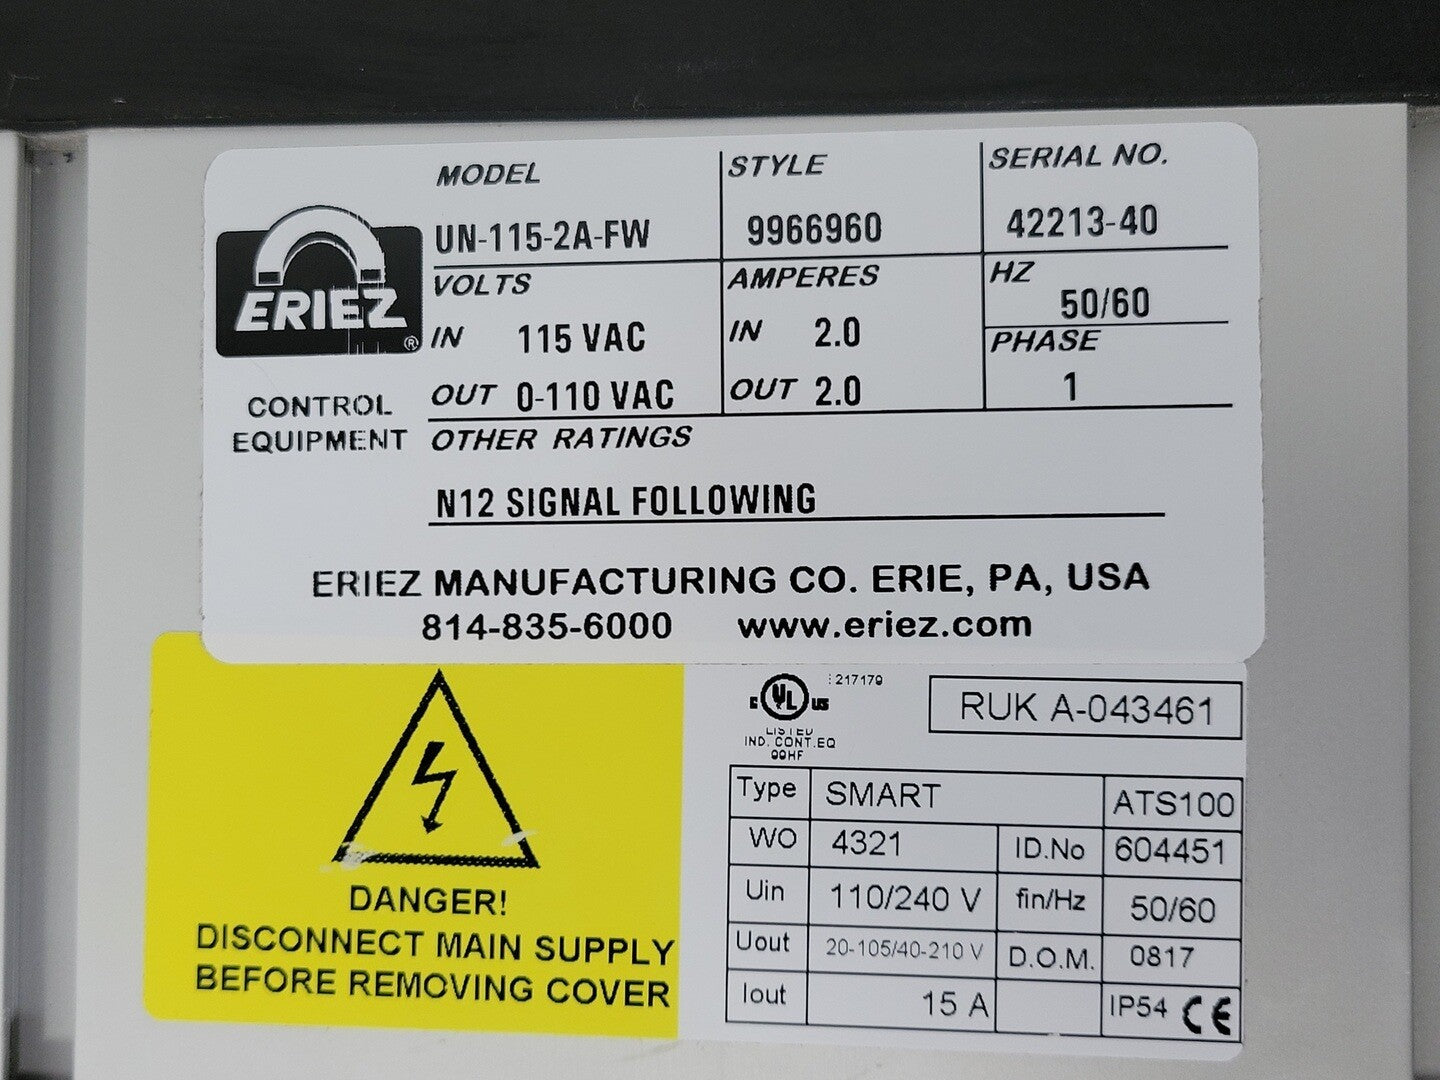 MODEL
UN-115-2A-FW
STYLE
9966960
SERIAL NO.
42213-40
ERIEZ®
CONTROL
EQUIPMENT
VOLTS
IN 115 VAC
OUT 0-110 VAC
AMPERES
IN 2.0
OUT 2.0
HZ
50/60
PHASE
1
OTHER RATINGS
N12 SIGNAL FOLLOWING
ERIEZ MANUFACTURING CO. ERIE, PA, USA
814-835-6000 www.eriez.com
DANGER!
DISCONNECT MAIN SUPPLY
BEFORE REMOVING COVER
217179
c UL us
LISTED
IND. CONT.EQ
RUK A-043461
Type SMART ATS100
WO 4321 ID.No 604451
Uin 110/240 V fin/Hz 50/60
Uout 20-105/40-210 V D.O.M. 0817
Iout 15 A IP54 CE